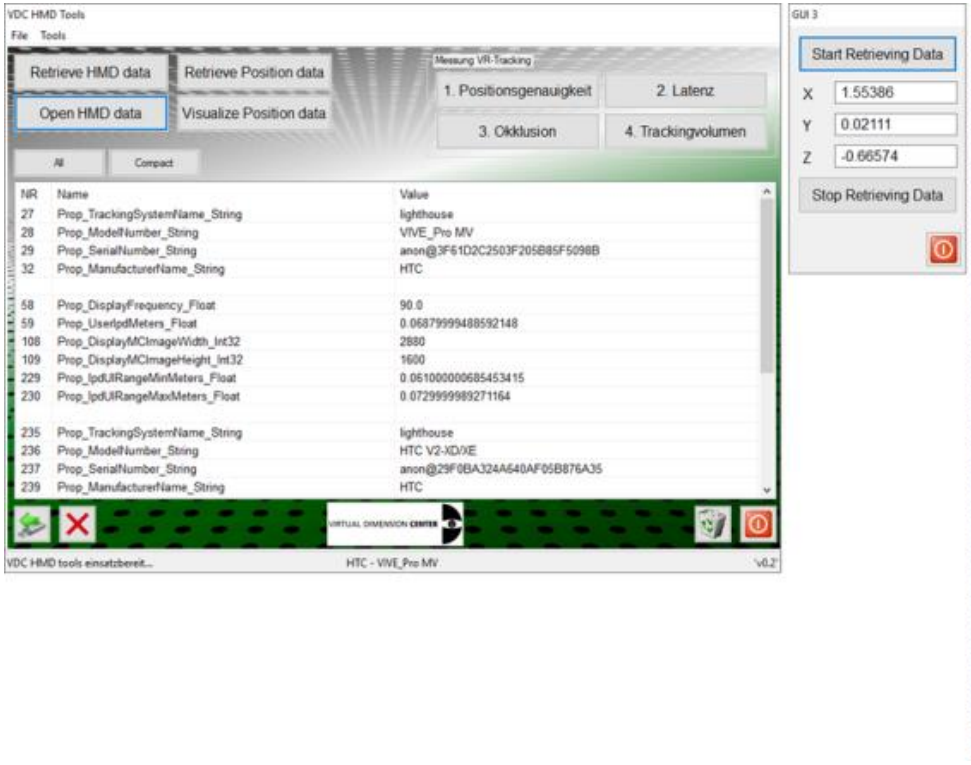 VDC HMD Tools
File Tools
Retrieve HMD data Retrieve Position data
Open HMD data Visualize Position data
Messung VR-Tracking
1. Positionsgenauigkeit 2. Latenz
3. Okklusion 4. Trackingvolumen
All Compact
NR Name Value
27 Prop_TrackingSystemName_String lighthouse
28 Prop_ModelNumber_String VIVE_Pro MV
29 Prop_SerialNumber_String anon@3F61D2C2503F205B85F5098B
32 Prop_ManufacturerName_String HTC
58 Prop_DisplayFrequency_Float 90.0
59 Prop_UserIpdMeters_Float 0.06879999488592148
108 Prop_DisplayMCImageWidth_Int32 2880
109 Prop_DisplayMCImageHeight_Int32 1600
229 Prop_IpdUIRangeMinMeters_Float 0.061000000685453415
230 Prop_IpdUIRangeMaxMeters_Float 0.0729999989271164
235 Prop_TrackingSystemName_String lighthouse
236 Prop_ModelNumber_String HTC V2-XD/XE
237 Prop_SerialNumber_String anon@29F0BA324A640AF05B876A35
239 Prop_ManufacturerName_String HTC
VIRTUAL DIMENSION CENTER
VDC HMD tools einsatzbereit... HTC - VIVE_Pro MV 'v0.2'
GUI 3
Start Retrieving Data
X 1.55386
Y 0.02111
Z -0.66574
Stop Retrieving Data